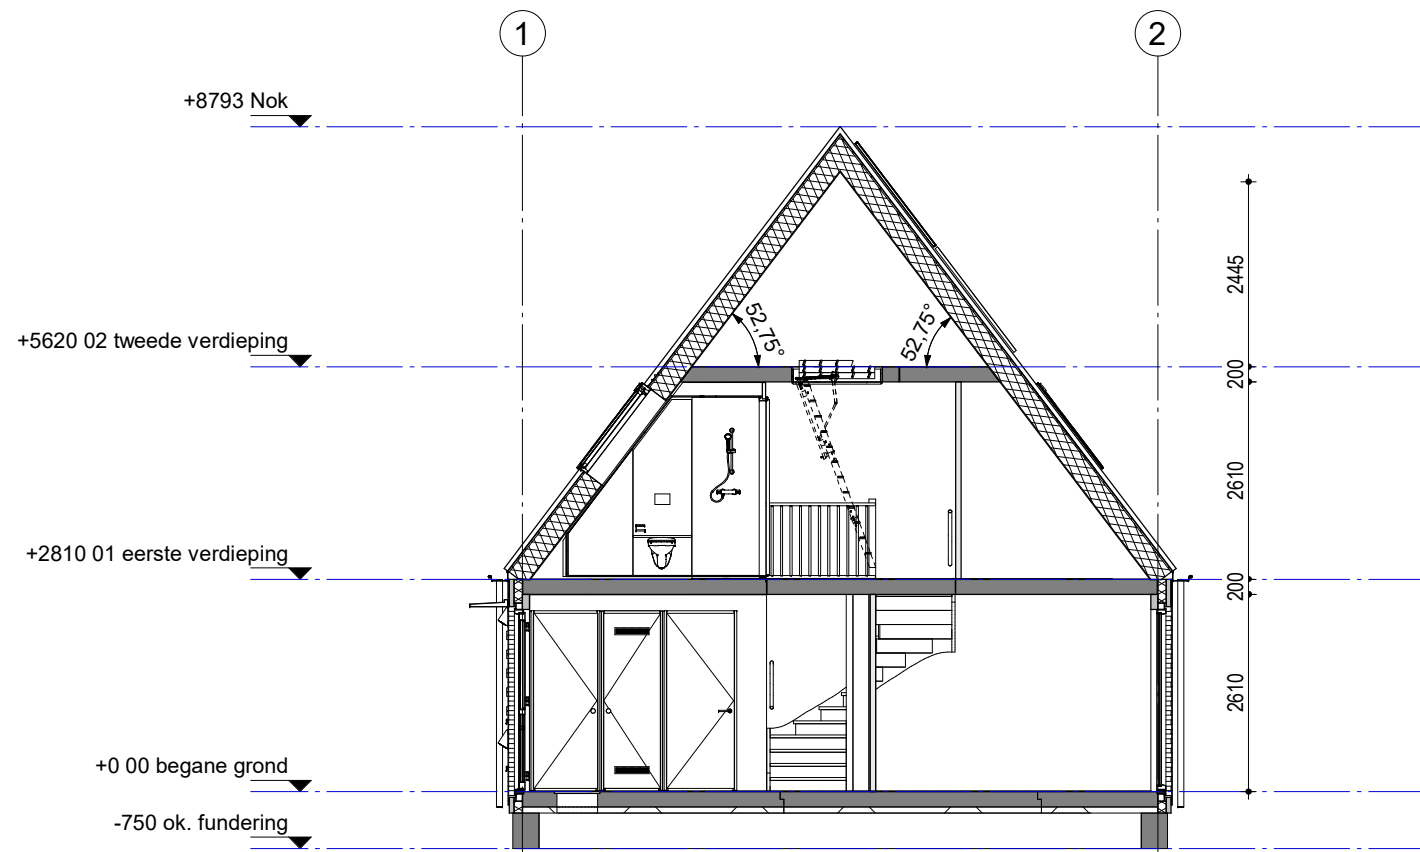 1
2
+8793 Nok
2445
52,75°
52,75°
+5620 02 tweede verdieping
200
2610
+2810 01 eerste verdieping
200
2610
+0 00 begane grond
-750 ok. fundering